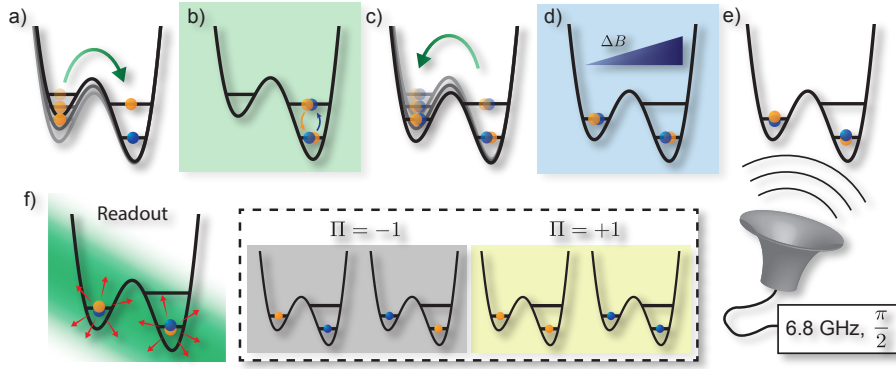 a)
b)
c)
d)
e)
ΔB
f)
Readout
Π = −1
Π = +1
6.8 GHz, π/2